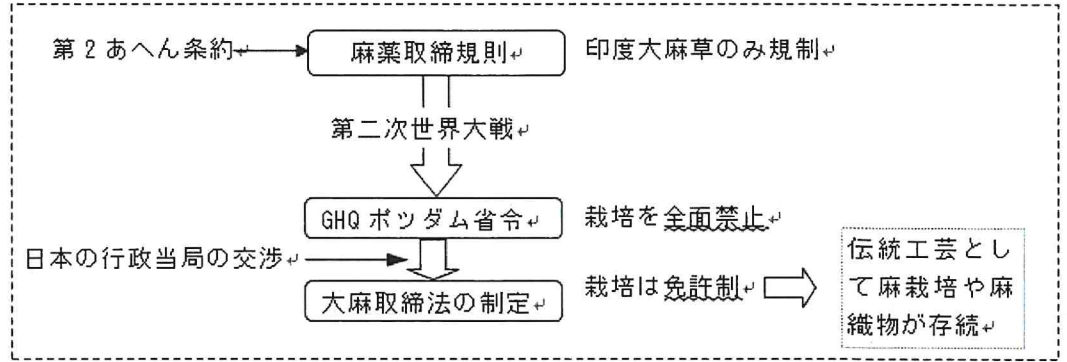 第２あへん条約↵
麻薬取締規則↵
印度大麻草のみ規制↵
第二次世界大戦↵
GHQ ポツダム省令↵
栽培を全面禁止↵
日本の行政当局の交渉↵
大麻取締法の制定↵
栽培は免許制↵
伝統工芸とし
て麻栽培や麻
織物が存続↵